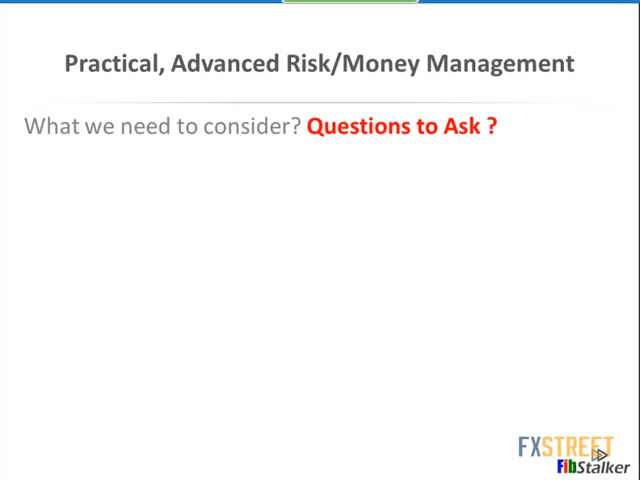 Practical, Advanced Risk/Money Management
What we need to consider? Questions to Ask ?
FXSTREET
FibStalker